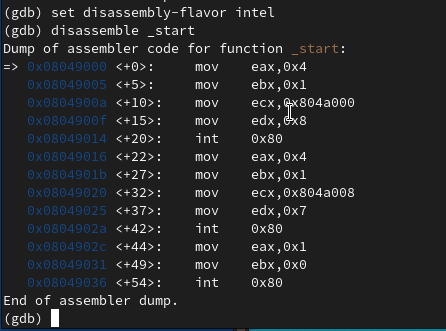 (gdb) set disassembly-flavor intel
(gdb) disassemble _start
Dump of assembler code for function _start:
=> 0x08049000 <+0>:     mov    eax,0x4
   0x08049005 <+5>:     mov    ebx,0x1
   0x0804900a <+10>:    mov    ecx,0x804a000
   0x0804900f <+15>:    mov    edx,0x8
   0x08049014 <+20>:    int    0x80
   0x08049016 <+22>:    mov    eax,0x4
   0x0804901b <+27>:    mov    ebx,0x1
   0x08049020 <+32>:    mov    ecx,0x804a008
   0x08049025 <+37>:    mov    edx,0x7
   0x0804902a <+42>:    int    0x80
   0x0804902c <+44>:    mov    eax,0x1
   0x08049031 <+49>:    mov    ebx,0x0
   0x08049036 <+54>:    int    0x80
End of assembler dump.
(gdb)